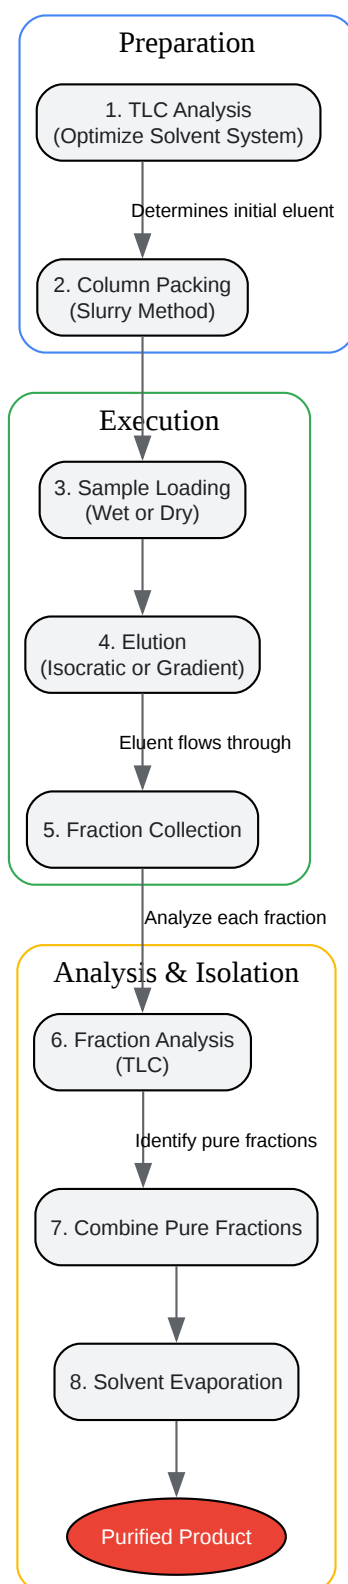 Preparation
1. TLC Analysis
(Optimize Solvent System)
Determines initial eluent
2. Column Packing
(Slurry Method)
Execution
3. Sample Loading
(Wet or Dry)
4. Elution
(Isocratic or Gradient)
Eluent flows through
5. Fraction Collection
Analyze each fraction
Analysis & Isolation
6. Fraction Analysis
(TLC)
Identify pure fractions
7. Combine Pure Fractions
8. Solvent Evaporation
Purified Product